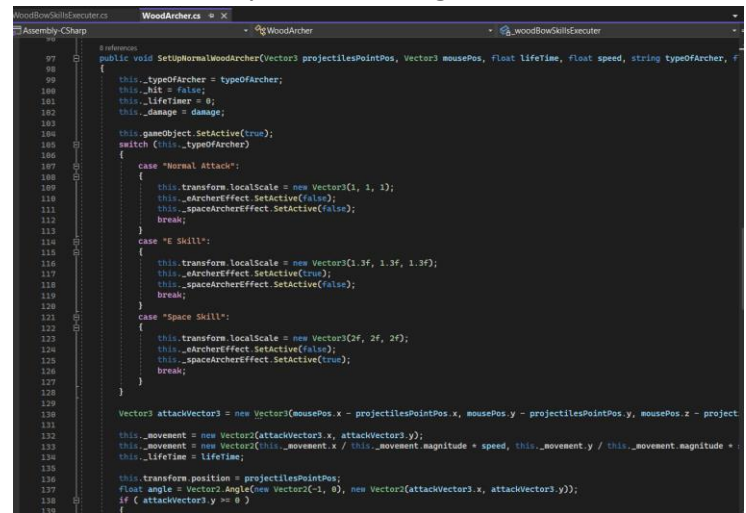 WoodBowSkillsExecuter.cs WoodArcher.cs
Assembly-CSharp WoodArcher _woodBowSkillsExecuter
96
8 references
97 public void SetUpNormalWoodArcher(Vector3 projectilesPointPos, Vector3 mousePos, float lifeTime, float speed, string typeOfArcher, f
98 {
99 this._typeOfArcher = typeOfArcher;
100 this._hit = false;
101 this._lifeTimer = 0;
102 this._damage = damage;
103
104 this.gameObject.SetActive(true);
105 switch (this._typeOfArcher)
106 {
107 case "Normal Attack":
108 {
109 this.transform.localScale = new Vector3(1, 1, 1);
110 this._eArcherEffect.SetActive(false);
111 this._spaceArcherEffect.SetActive(false);
112 break;
113 }
114 case "E Skill":
115 {
116 this.transform.localScale = new Vector3(1.3f, 1.3f, 1.3f);
117 this._eArcherEffect.SetActive(true);
118 this._spaceArcherEffect.SetActive(false);
119 break;
120 }
121 case "Space Skill":
122 {
123 this.transform.localScale = new Vector3(2f, 2f, 2f);
124 this._eArcherEffect.SetActive(false);
125 this._spaceArcherEffect.SetActive(true);
126 break;
127 }
128 }
129
130 Vector3 attackVector3 = new Vector3(mousePos.x - projectilesPointPos.x, mousePos.y - projectilesPointPos.y, mousePos.z - project
131
132 this._movement = new Vector2(attackVector3.x, attackVector3.y);
133 this._movement = new Vector2(this._movement.x / this._movement.magnitude * speed, this._movement.y / this._movement.magnitude *
134 this._lifeTime = lifeTime;
135
136 this.transform.position = projectilesPointPos;
137 float angle = Vector2.Angle(new Vector2(-1, 0), new Vector2(attackVector3.x, attackVector3.y));
138 if ( attackVector3.y >= 0 )
139 {